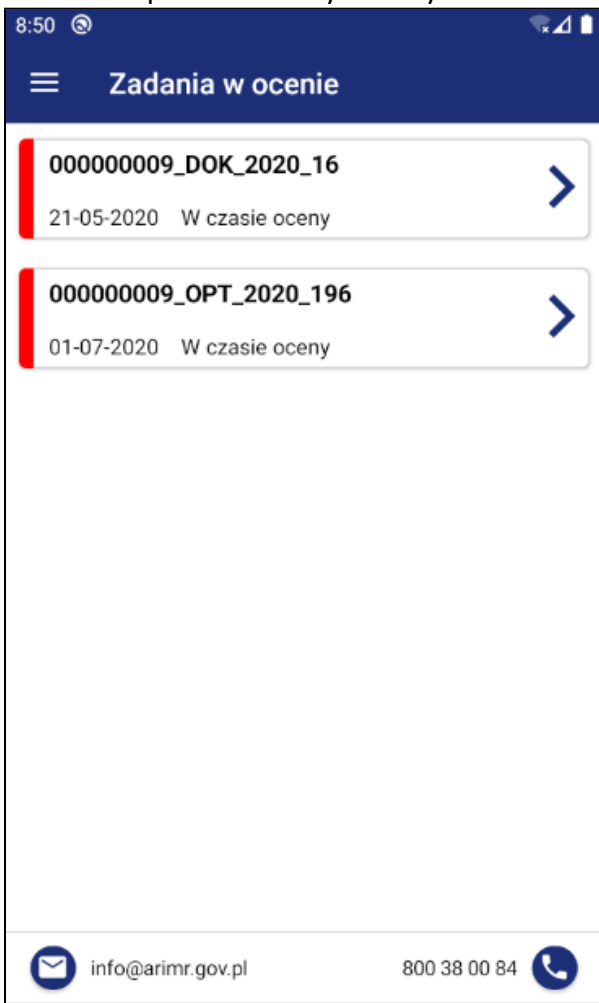 8:50
Zadania w ocenie
000000009_DOK_2020_16
21-05-2020 W czasie oceny
000000009_OPT_2020_196
01-07-2020 W czasie oceny
info@arimr.gov.pl 800 38 00 84